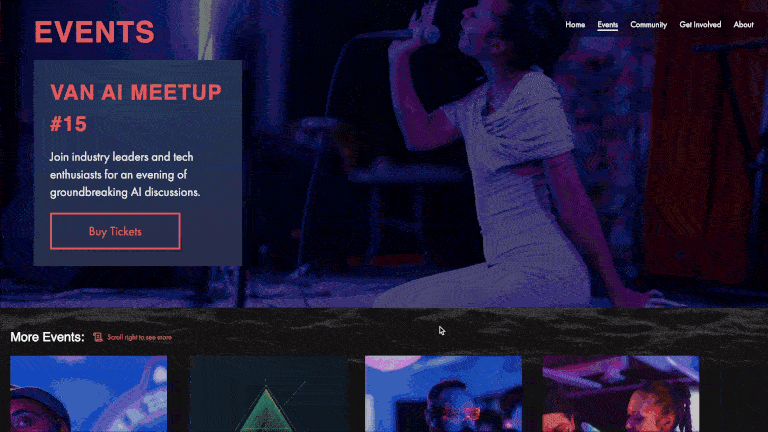 EVENTS
Home Events Community Get Involved About
VAN AI MEETUP
#15
Join industry leaders and tech
enthusiasts for an evening of
groundbreaking AI discussions.
Buy Tickets
More Events: Scroll right to see more